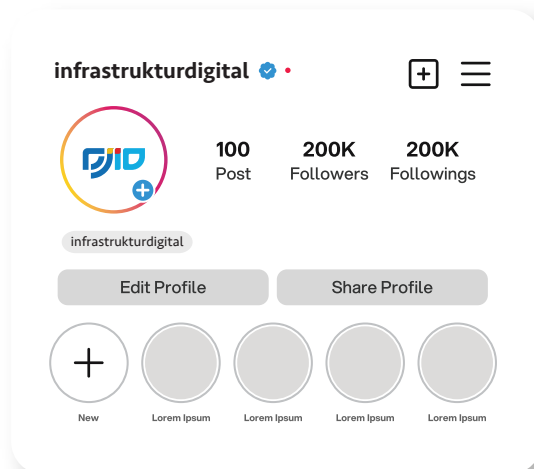 infrastrukturdigital
DJID
100 200K 200K
Post Followers Followings
infrastrukturdigital
Edit Profile Share Profile
New Lorem Ipsum Lorem Ipsum Lorem Ipsum Lorem Ipsum